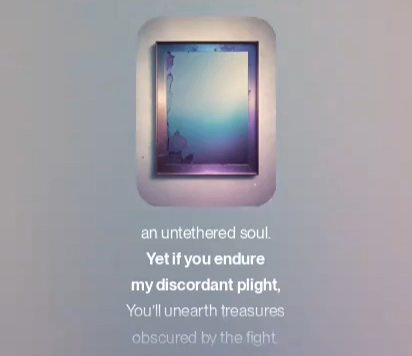 an untethered soul.
Yet if you endure
my discordant plight,
You'll unearth treasures
obscured by the fight.